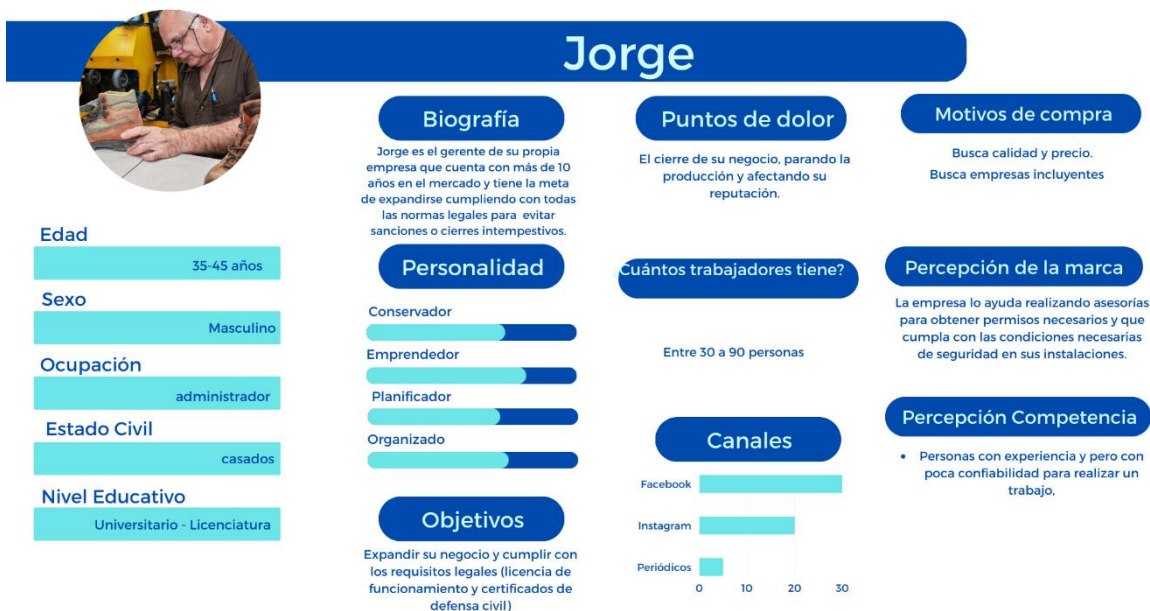 Jorge
Edad
35-45 años
Sexo
Masculino
Ocupación
administrador
Estado Civil
casados
Nivel Educativo
Universitario - Licenciatura
Biografía
Jorge es el gerente de su propia
empresa que cuenta con más de 10
años en el mercado y tiene la meta
de expandirse cumpliendo con todas
las normas legales para evitar
sanciones o cierres intempestivos.
Personalidad
Conservador
Emprendedor
Planificador
Organizado
Objetivos
Expandir su negocio y cumplir con
los requisitos legales (licencia de
funcionamiento y certificados de
defensa civil)
Puntos de dolor
El cierre de su negocio, parando la
producción y afectando su
reputación.
¿Cuántos trabajadores tiene?
Entre 30 a 90 personas
Canales
Facebook
Instagram
Periódicos
0 10 20 30
Motivos de compra
Busca calidad y precio.
Busca empresas incluyentes
Percepción de la marca
La empresa lo ayuda realizando asesorías
para obtener permisos necesarios y que
cumpla con las condiciones necesarias
de seguridad en sus instalaciones.
Percepción Competencia
• Personas con experiencia y pero con
poca confiabilidad para realizar un
trabajo,